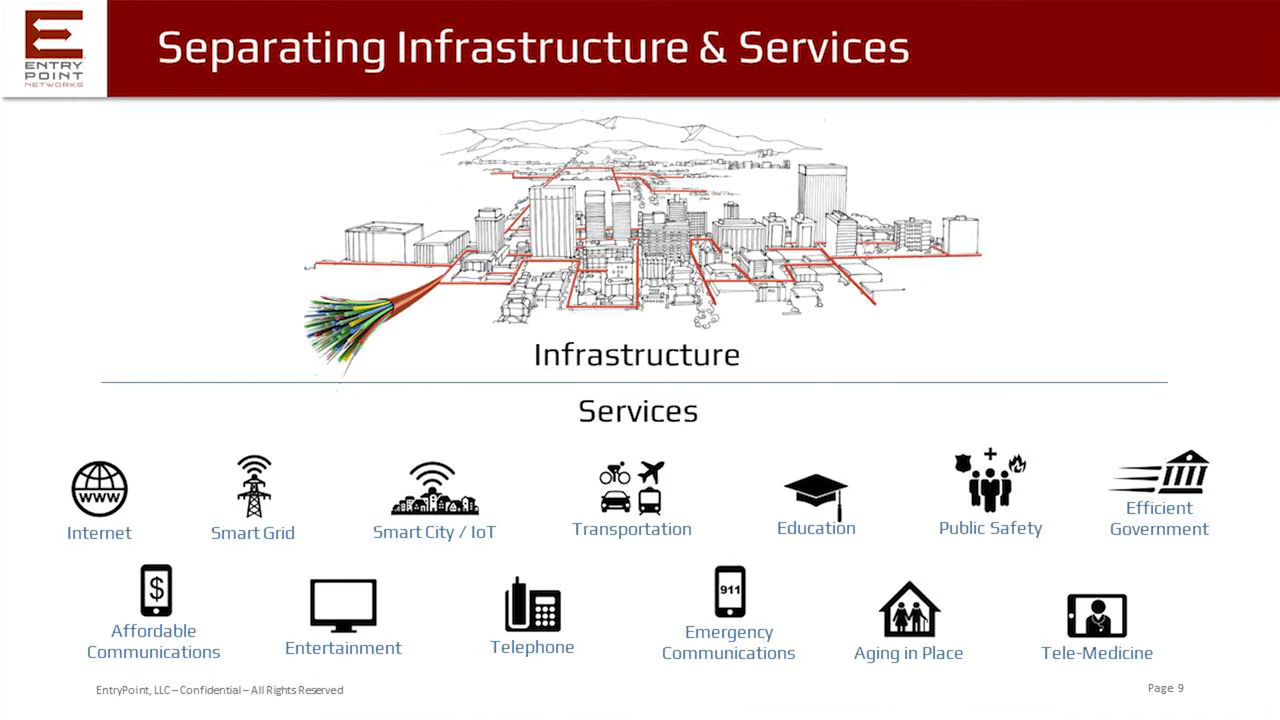 ENTRY
POINT
NETWORKS
Separating Infrastructure & Services
Infrastructure
Services
WWW
Internet
Smart Grid
Smart City / IoT
Transportation
Education
Public Safety
Efficient
Government
$
Affordable
Communications
Entertainment
Telephone
911
Emergency
Communications
Aging in Place
Tele-Medicine
EntryPoint, LLC – Confidential – All Rights Reserved
Page 9